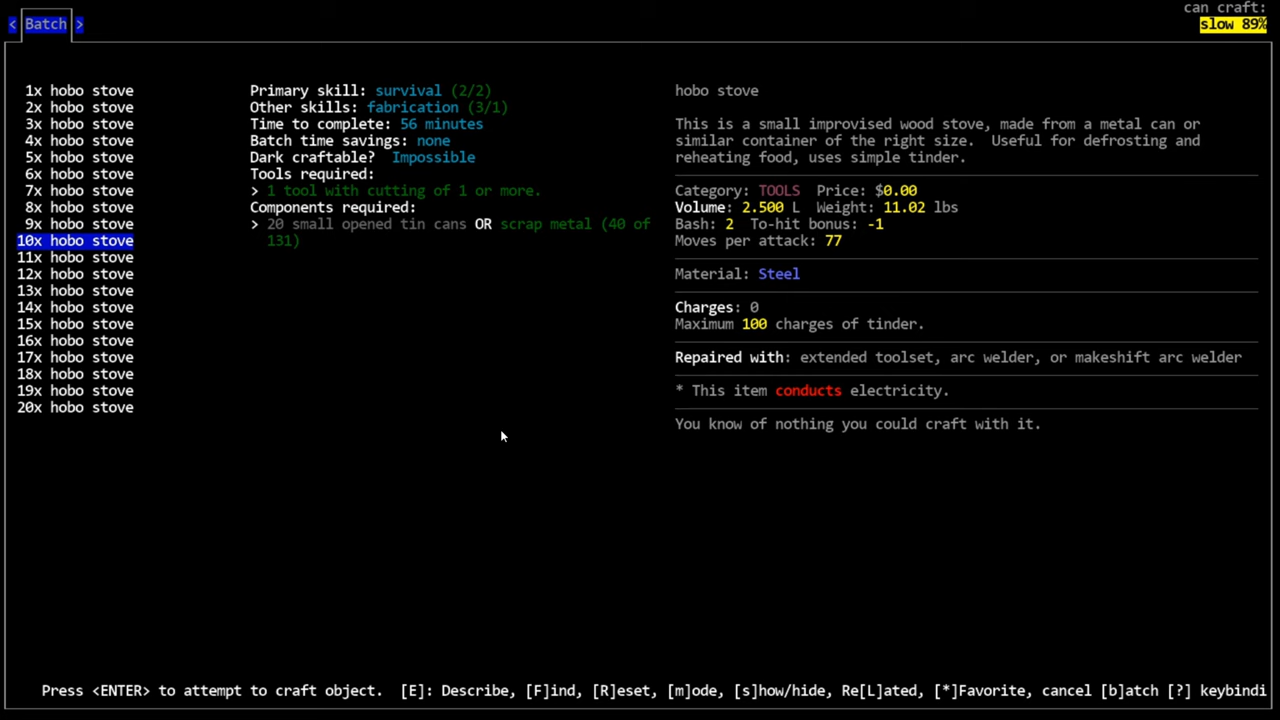 can craft:
< Batch >
slow 89%
1x hobo stove
2x hobo stove
3x hobo stove
4x hobo stove
5x hobo stove
6x hobo stove
7x hobo stove
8x hobo stove
9x hobo stove
10x hobo stove
11x hobo stove
12x hobo stove
13x hobo stove
14x hobo stove
15x hobo stove
16x hobo stove
17x hobo stove
18x hobo stove
19x hobo stove
20x hobo stove
Primary skill: survival (2/2)
Other skills: fabrication (3/1)
Time to complete: 56 minutes
Batch time savings: none
Dark craftable? Impossible
Tools required:
> 1 tool with cutting of 1 or more.
Components required:
> 20 small opened tin cans OR scrap metal (40 of
131)
hobo stove
This is a small improvised wood stove, made from a metal can or
similar container of the right size. Useful for defrosting and
reheating food, uses simple tinder.
Category: TOOLS Price: $0.00
Volume: 2.500 L Weight: 11.02 lbs
Bash: 2 To-hit bonus: -1
Moves per attack: 77
Material: Steel
Charges: 0
Maximum 100 charges of tinder.
Repaired with: extended toolset, arc welder, or makeshift arc welder
* This item conducts electricity.
You know of nothing you could craft with it.
Press <ENTER> to attempt to craft object. [E]: Describe, [F]ind, [R]eset, [m]ode, [s]how/hide, Re[L]ated, [*]Favorite, cancel [b]atch [?] keybindi